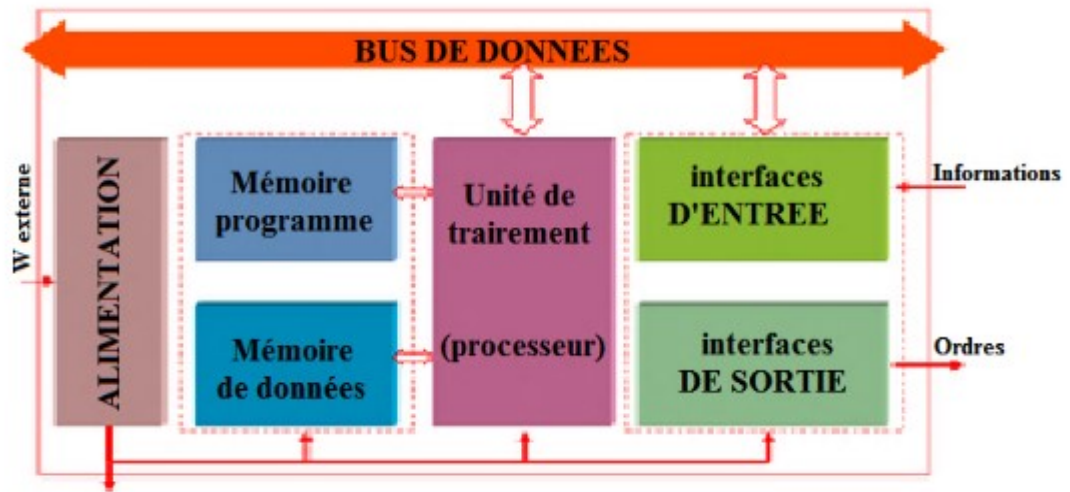 BUS DE DONNEES
W externe
ALIMENTATION
Mémoire
programme
Mémoire
de données
Unité de
trairement
(processeur)
interfaces
D'ENTREE
interfaces
DE SORTIE
Informations
Ordres